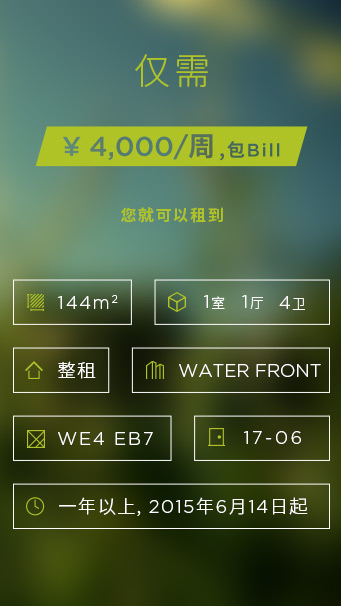 仅需
¥ 4,000/周,包Bill
您就可以租到
144m²
1室 1厅 4卫
整租
WATER FRONT
WE4 EB7
17-06
一年以上, 2015年6月14日起